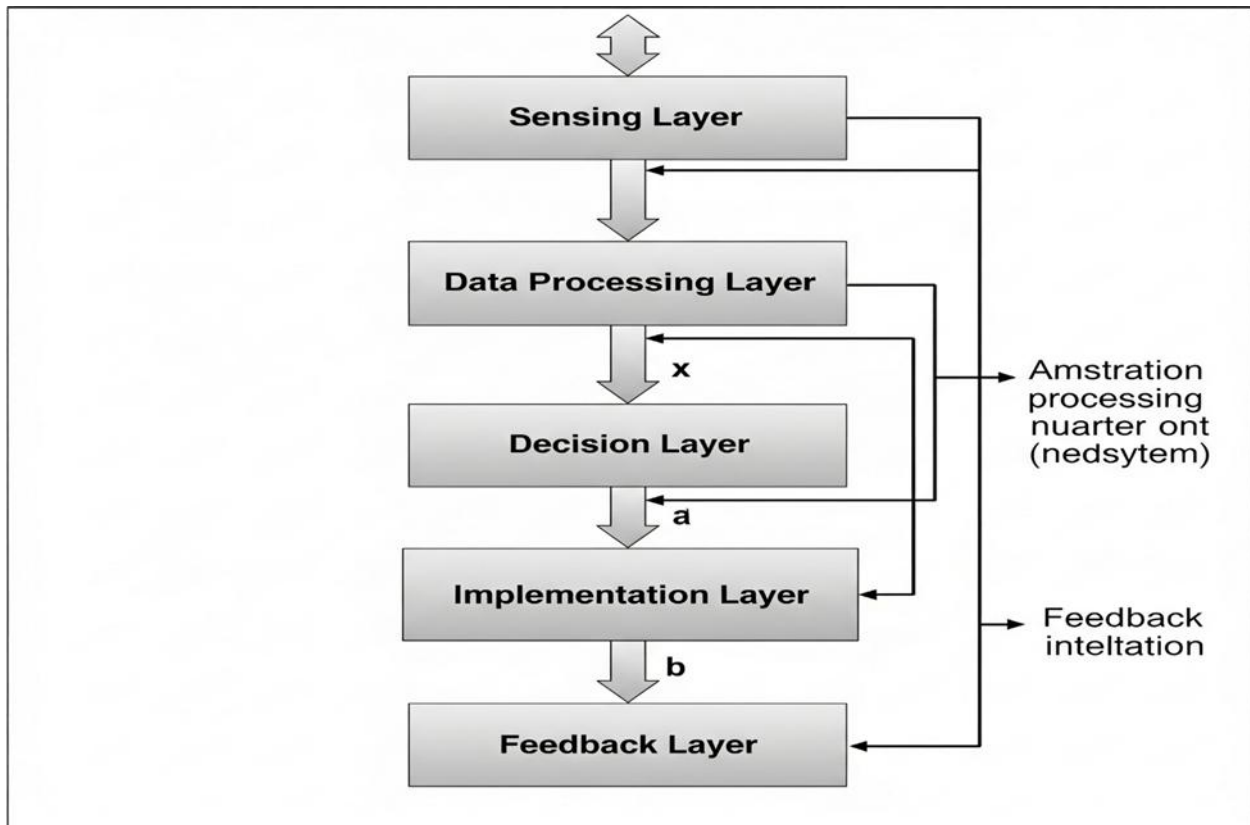 Sensing Layer
Data Processing Layer
x
Decision Layer
a
Implementation Layer
b
Feedback Layer
Amstration
processing
nuarter ont
(nedsytem)
Feedback
inteltation